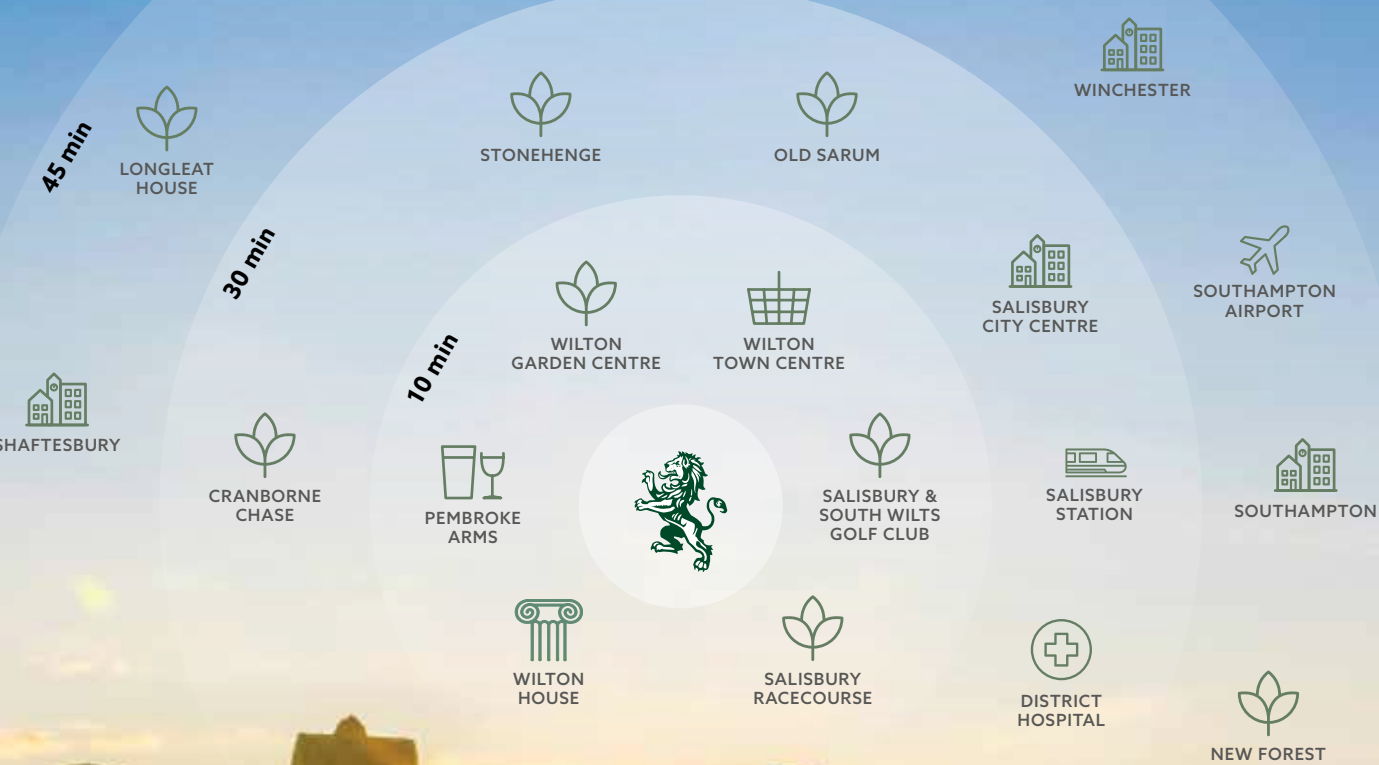 WINCHESTER
45 min
LONGLEAT
HOUSE
STONEHENGE
OLD SARUM
30 min
SALISBURY
CITY CENTRE
SOUTHAMPTON
AIRPORT
10 min
WILTON
GARDEN CENTRE
WILTON
TOWN CENTRE
SHAFTESBURY
CRANBORNE
CHASE
PEMBROKE
ARMS
SALISBURY &
SOUTH WILTS
GOLF CLUB
SALISBURY
STATION
SOUTHAMPTON
WILTON
HOUSE
SALISBURY
RACECOURSE
DISTRICT
HOSPITAL
NEW FOREST